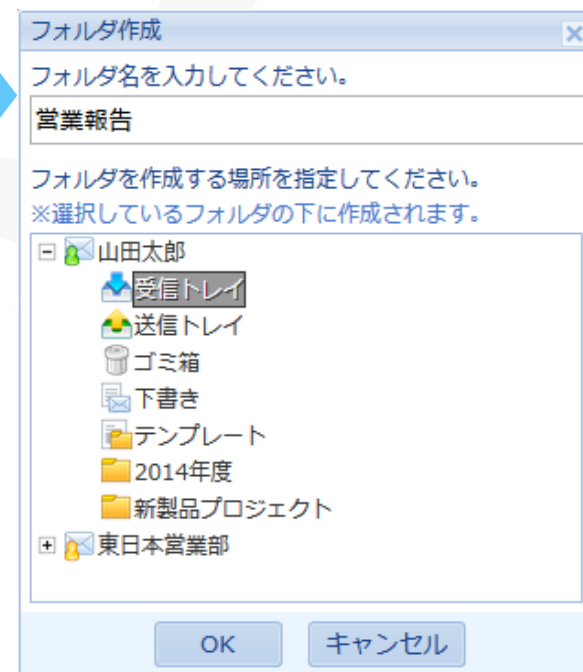 フォルダ作成
フォルダ名を入力してください。
営業報告
フォルダを作成する場所を指定してください。
※選択しているフォルダの下に作成されます。
山田太郎
受信トレイ
送信トレイ
ゴミ箱
下書き
テンプレート
2014年度
新製品プロジェクト
東日本営業部
OK キャンセル